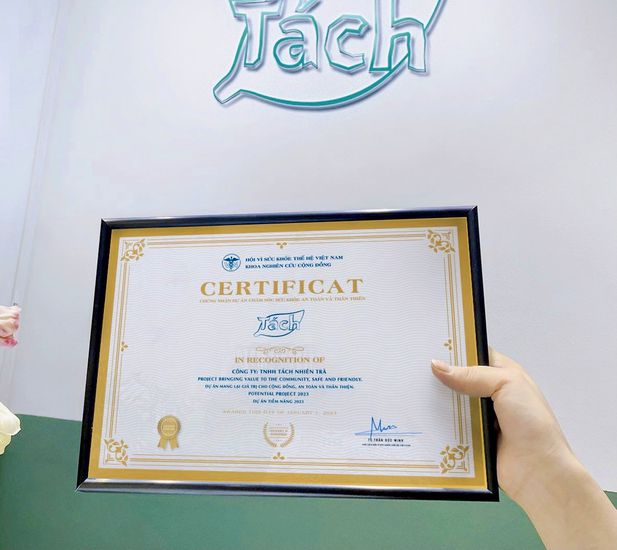 Tách
HỘI VÌ SỨC KHỎE THẾ HỆ VIỆT NAM
KHOA NGHIÊN CỨU CỘNG ĐỒNG
CERTIFICAT
CHỨNG NHẬN DỰ ÁN CHĂM SÓC SỨC KHỎE AN TOÀN VÀ THÂN THIỆN
Tách
IN RECOGNITION OF
CÔNG TY: TNHH TÁCH NHIÊN TRÀ
PROJECT BRINGING VALUE TO THE COMMUNITY, SAFE AND FRIENDLY.
DỰ ÁN MANG LẠI GIÁ TRỊ CHO CỘNG ĐỒNG, AN TOÀN VÀ THÂN THIỆN.
POTENTIAL PROJECT 2023
DỰ ÁN TIỀM NĂNG 2023
AWARDED THIS DAY OF JANUARY 7, 2023
TS TRẦN ĐỨC MINH